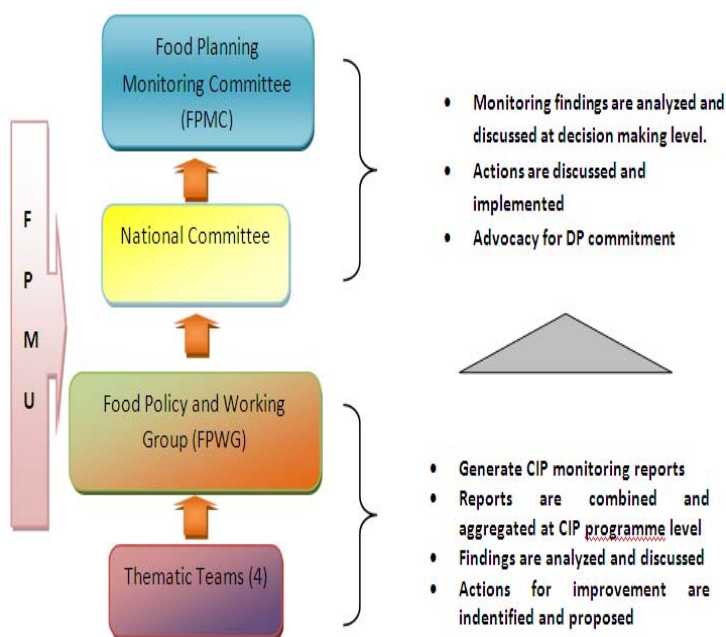 Food Planning
Monitoring Committee
(FPMC)
National Committee
Food Policy and Working
Group (FPWG)
Thematic Teams (4)
F
P
M
U
• Monitoring findings are analyzed and
discussed at decision making level.
• Actions are discussed and
implemented
• Advocacy for DP commitment
• Generate CIP monitoring reports
• Reports are combined and
aggregated at CIP programme level
• Findings are analyzed and discussed
• Actions for improvement are
indentified and proposed